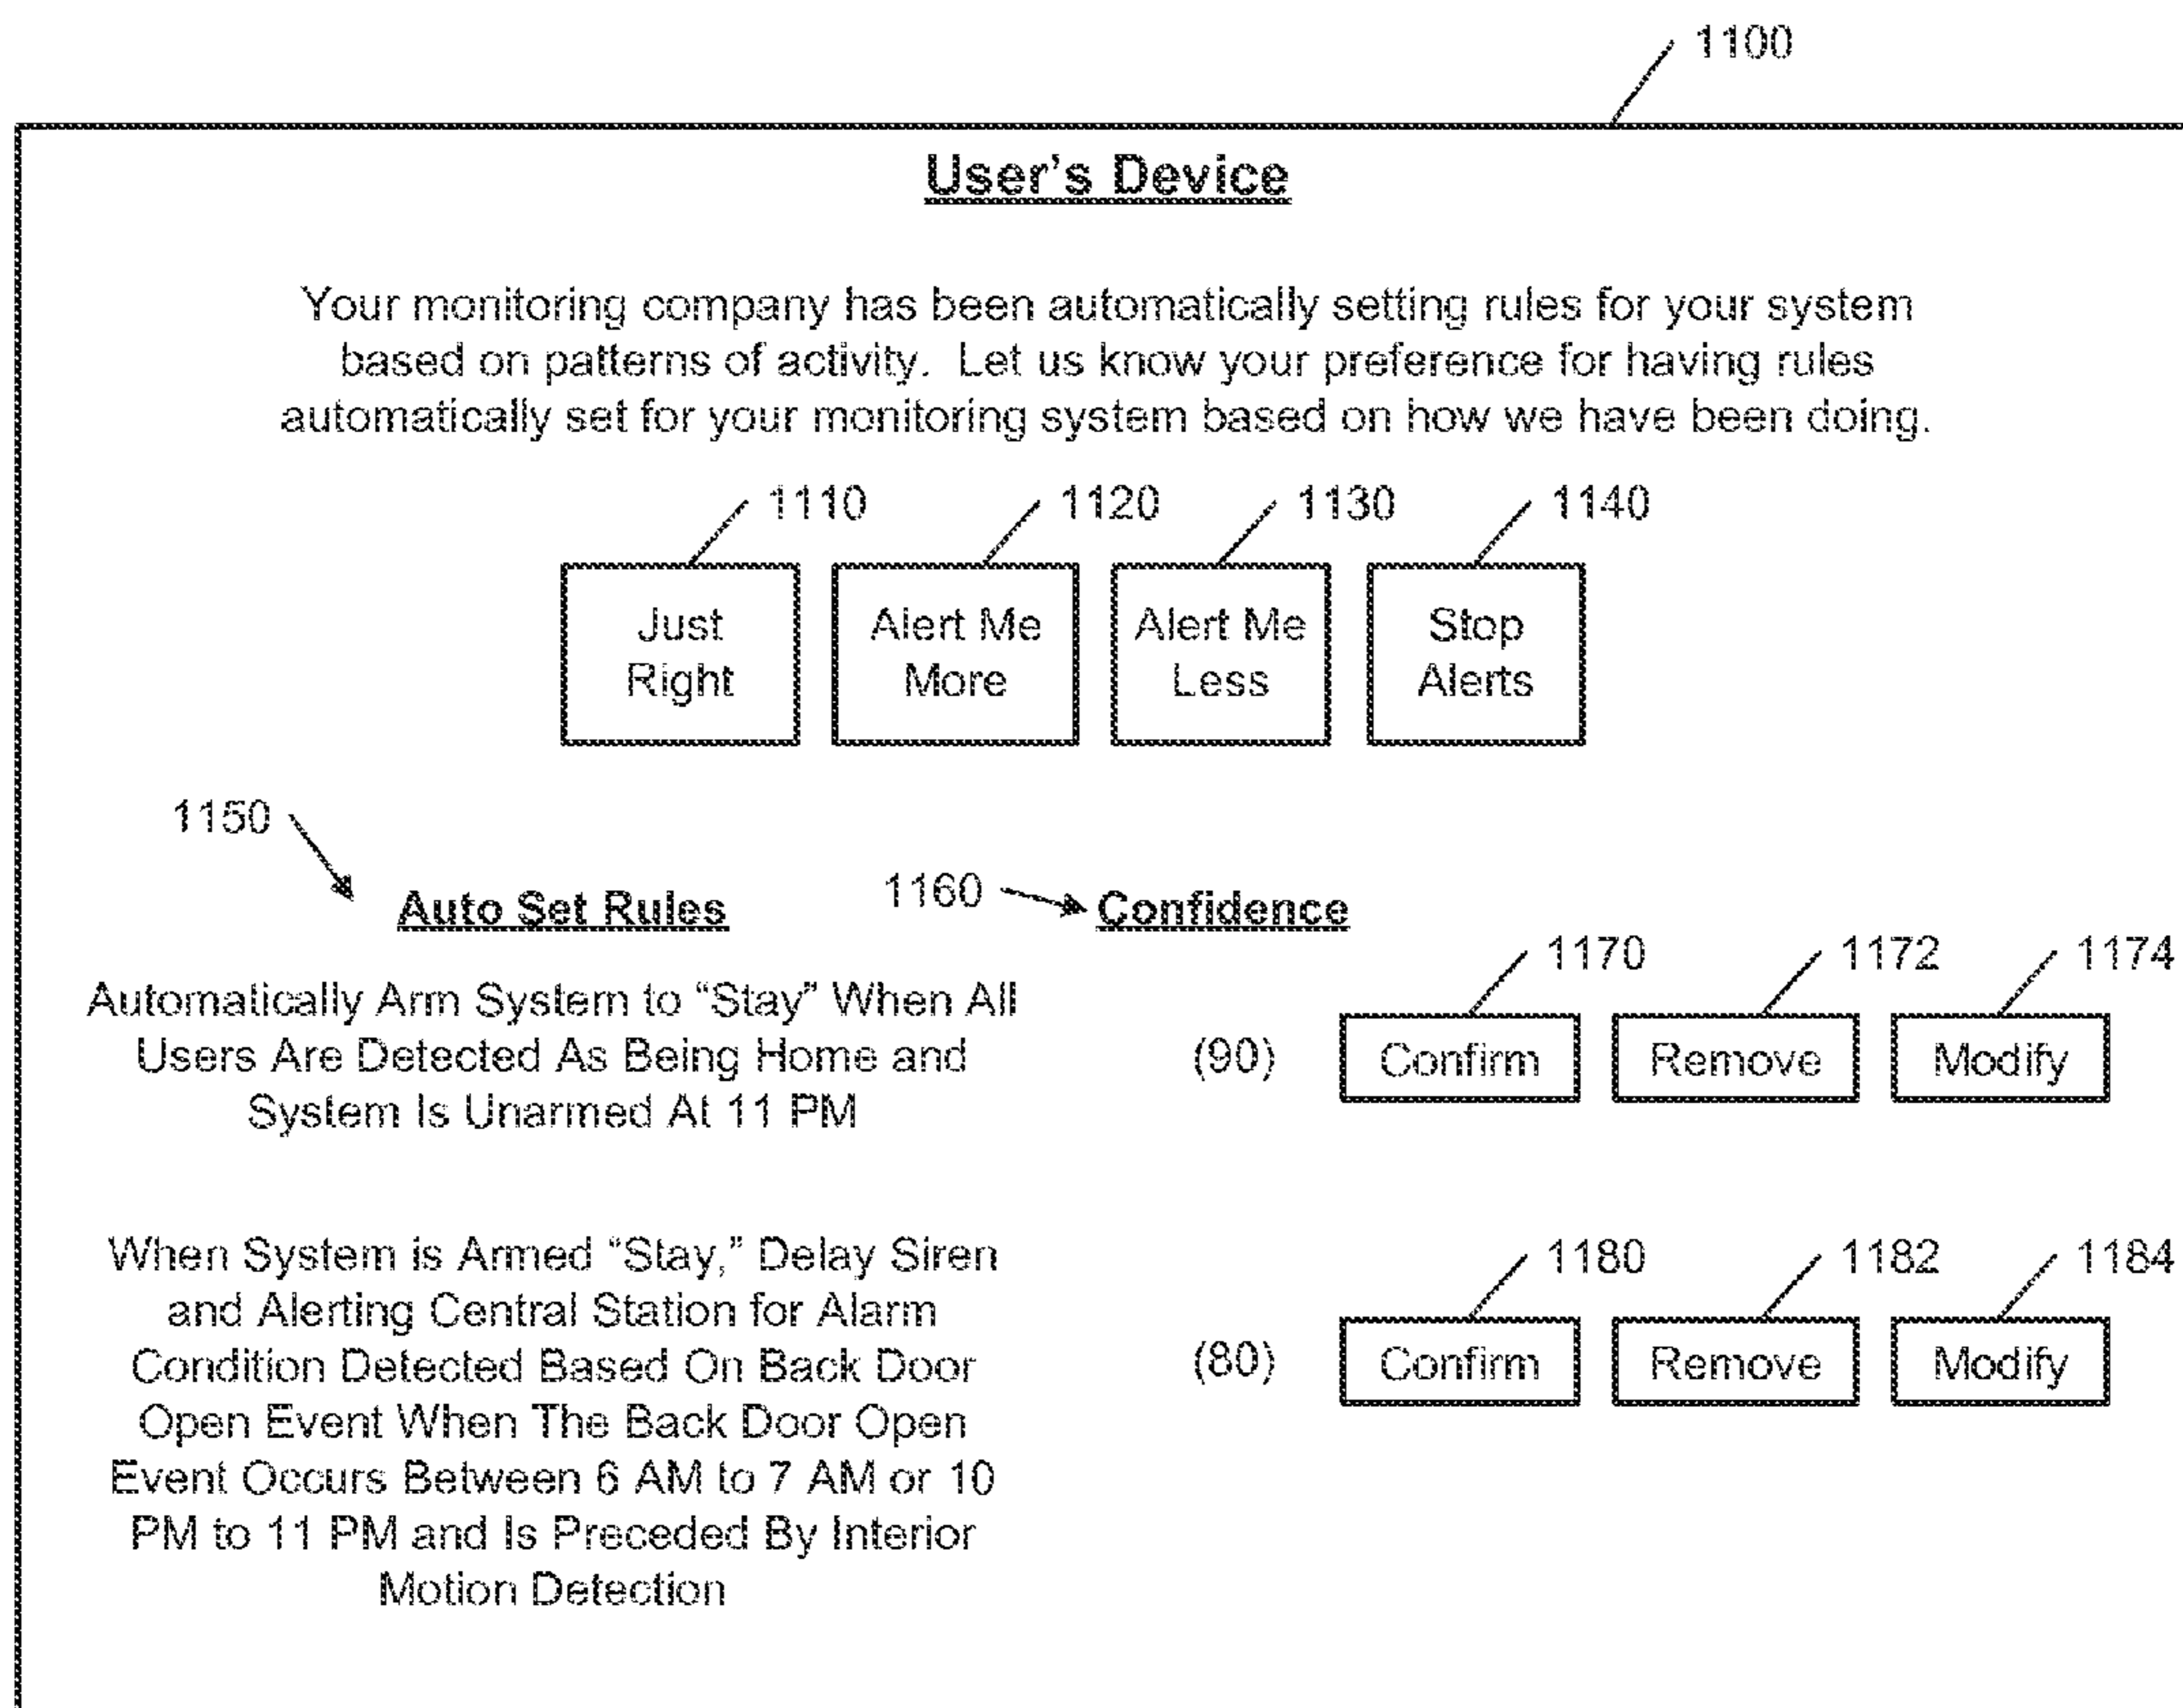 1100
User's Device
Your monitoring company has been automatically setting rules for your system
based on patterns of activity.  Let us know your preference for having rules
automatically set for your monitoring system based on how we have been doing.
1110 1120 1130 1140
Just
Right
Alert Me
More
Alert Me
Less
Stop
Alerts
1150
Auto Set Rules
1160
Confidence
1170 1172 1174
Automatically Arm System to “Stay” When All
Users Are Detected As Being Home and
System Is Unarmed At 11 PM
(90) Confirm Remove Modify
1180 1182 1184
When System is Armed “Stay,” Delay Siren
and Alerting Central Station for Alarm
Condition Detected Based On Back Door
Open Event When The Back Door Open
Event Occurs Between 6 AM to 7 AM or 10
PM to 11 PM and Is Preceded By Interior
Motion Detection
(80) Confirm Remove Modify